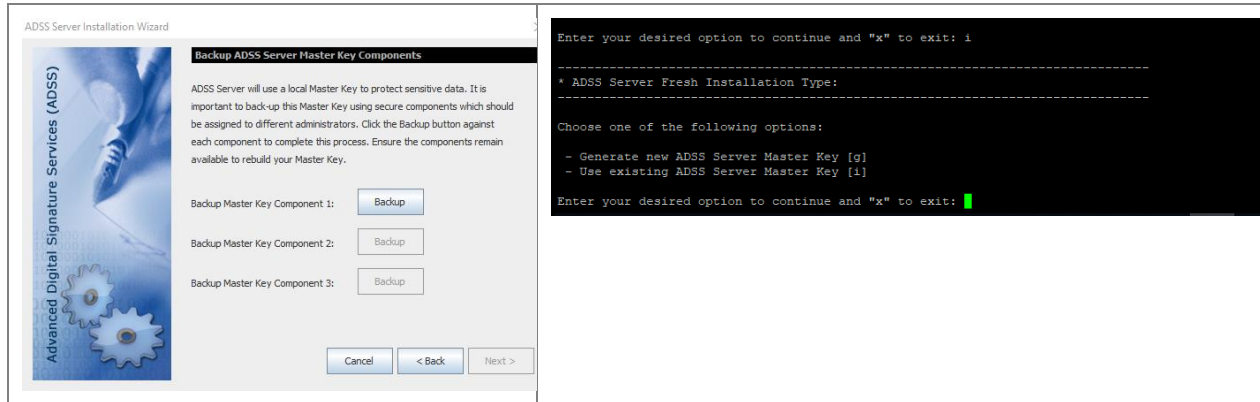 ADSS Server Installation Wizard
Advanced Digital Signature Services (ADSS)
Backup ADSS Server Master Key Components
ADSS Server will use a local Master Key to protect sensitive data. It is
important to back-up this Master Key using secure components which should
be assigned to different administrators. Click the Backup button against
each component to complete this process. Ensure the components remain
available to rebuild your Master Key.
Backup Master Key Component 1: Backup
Backup Master Key Component 2: Backup
Backup Master Key Component 3: Backup
Cancel < Back Next >
Enter your desired option to continue and "x" to exit: i
--------------------------------------------------------------------------------
* ADSS Server Fresh Installation Type:
--------------------------------------------------------------------------------
Choose one of the following options:
- Generate new ADSS Server Master Key [g]
- Use existing ADSS Server Master Key [i]
Enter your desired option to continue and "x" to exit: